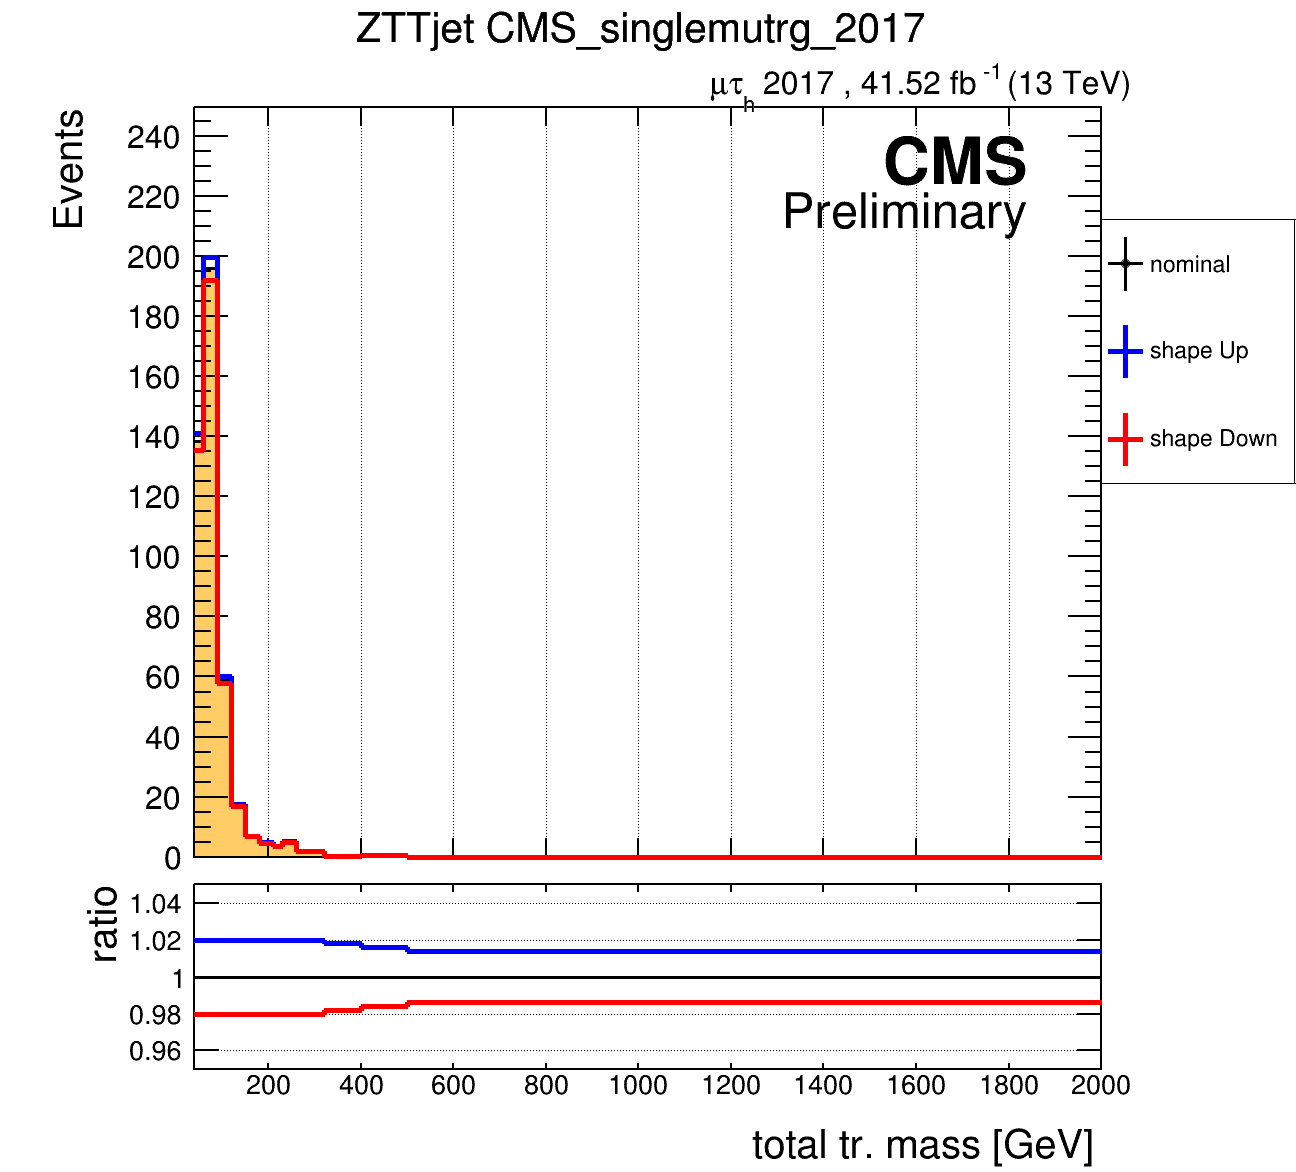 ZTTjet CMS_singlemutrg_2017
μτh 2017 , 41.52 fb-1 (13 TeV)
Events
240
220
200
180
160
140
120
100
80
60
40
20
0
CMS
Preliminary
nominal
shape Up
shape Down
ratio
1.04
1.02
1
0.98
0.96
200 400 600 800 1000 1200 1400 1600 1800 2000
total tr. mass [GeV]